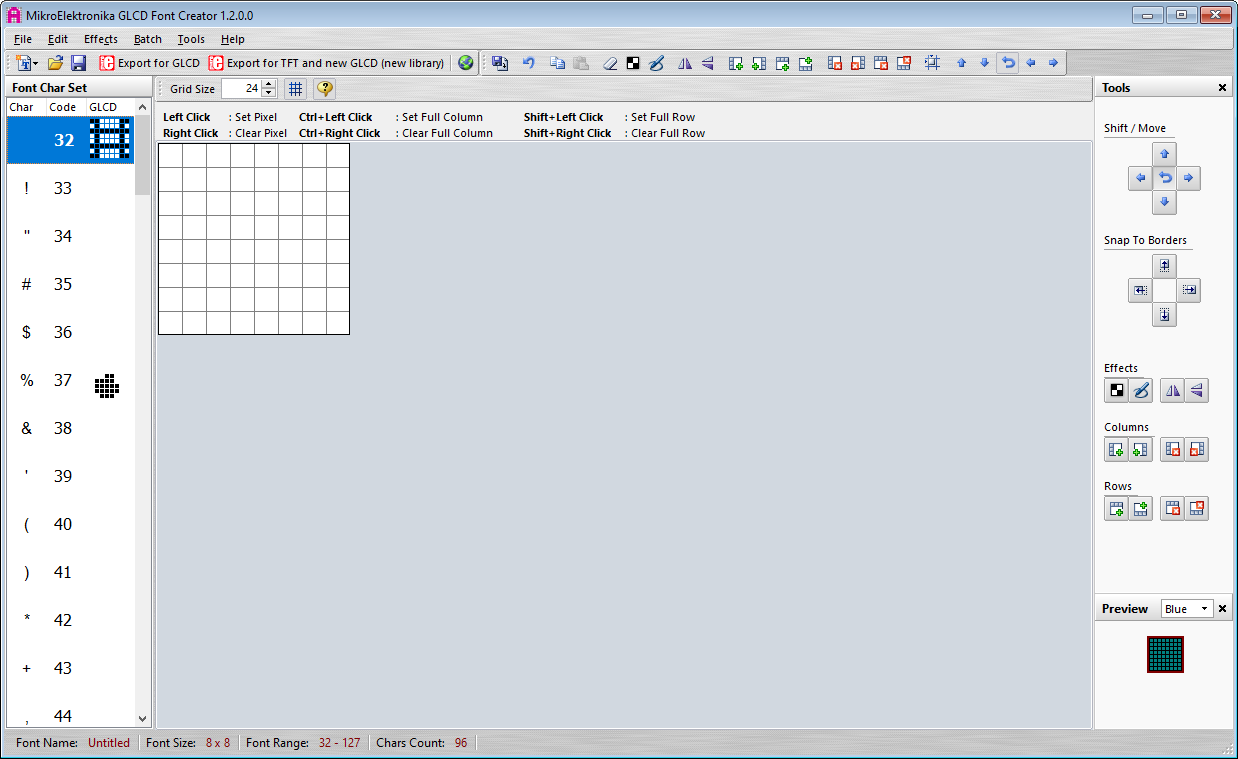 MikroElektronika GLCD Font Creator 1.2.0.0
File Edit Effects Batch Tools Help
Export for GLCD Export for TFT and new GLCD (new library)
Font Char Set
Char Code GLCD
32
! 33
" 34
# 35
$ 36
% 37
& 38
' 39
( 40
) 41
* 42
+ 43
, 44
Grid Size 24
Left Click : Set Pixel Ctrl+Left Click : Set Full Column Shift+Left Click : Set Full Row
Right Click : Clear Pixel Ctrl+Right Click : Clear Full Column Shift+Right Click : Clear Full Row
Tools
Shift / Move
Snap To Borders
Effects
Columns
Rows
Preview Blue
Font Name: Untitled Font Size: 8 x 8 Font Range: 32 - 127 Chars Count: 96